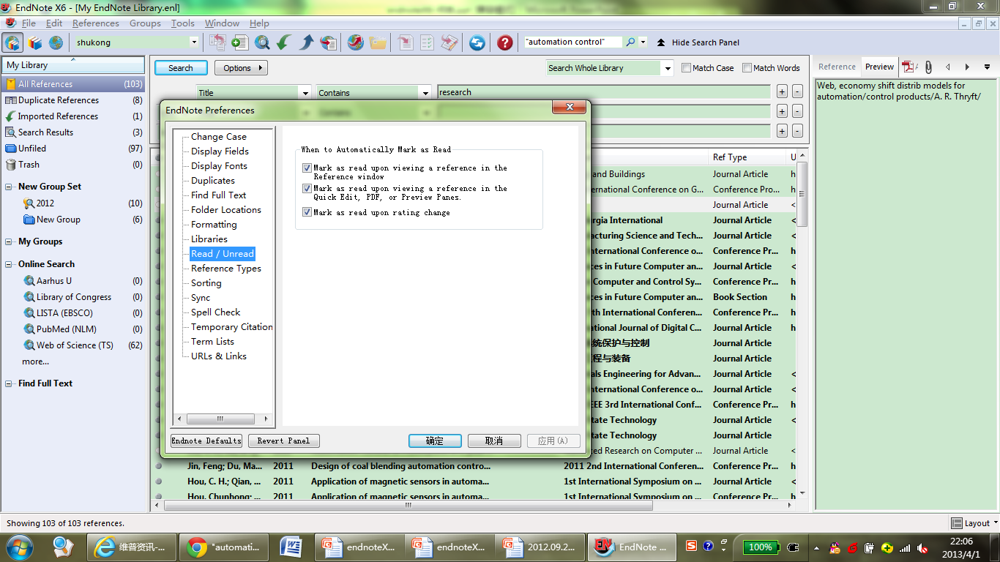 EndNote X6 - [My EndNote Library.enl]
File Edit References Groups Tools Window Help
shukong
"automation control"
Hide Search Panel
My Library
All References (103)
Duplicate References (8)
Imported References (1)
Search Results (3)
Unfiled (97)
Trash (0)
New Group Set
2012 (10)
New Group (6)
My Groups
Online Search
Aarhus U (0)
Library of Congress (0)
LISTA (EBSCO) (0)
PubMed (NLM) (0)
Web of Science (TS) (62)
more...
Find Full Text
Search Options Search Whole Library Match Case Match Words
Title Contains research
+ -
+ -
+ -
EndNote Preferences
Change Case
Display Fields
Display Fonts
Duplicates
Find Full Text
Folder Locations
Formatting
Libraries
Read / Unread
Reference Types
Sorting
Sync
Spell Check
Temporary Citation
Term Lists
URLs & Links
When to Automatically Mark as Read
Mark as read upon viewing a reference in the
Reference window
Mark as read upon viewing a reference in the
Quick Edit, PDF, or Preview Panes.
Mark as read upon rating change
Endnote Defaults Revert Panel 确定 取消 应用(A)
Ref Type U
and Buildings Journal Article h
ernational Conference on G... Conference Pro... h
Journal Article <
rgia International Journal Article <
acturing Science and Tech... Journal Article <
nternational Conference o... Conference Pr... h
ces in Future Computer an... Journal Article <
Computer and Control Sy... Conference Pr... h
ces in Future Computer an... Book Section h
th International Conferen... Conference Pr... h
ational Journal of Digital C... Journal Article h
统保护与控制 Journal Article
程与装备 Journal Article
als Engineering for Advan... Journal Article <
nternational Conference o... Journal Article <
EEE 3rd International Conf... Conference Pr... h
tate Technology Journal Article <
tate Technology Journal Article <
ced Research on Computer ... Journal Article <
Jin, Feng; Du, Ma... 2011 Design of coal blending automation contro... 2011 2nd International Conferen... Conference Pr... h
Hou, C. H.; Qian, ... 2011 Application of magnetic sensors in automa... 1st International Symposium on ... Journal Article <
Hou, Chunhong; ... 2011 Application of magnetic sensors in automa... 1st International Symposium on ... Conference Pr... h
Reference Preview
Web, economy shift distrib models for
automation/control products/A. R. Thryft/
Showing 103 of 103 references.
Layout
维普资讯-...
"automati...
endnoteX...
endnoteX...
2012.09.2...
EndNote ...
100%
22:06
2013/4/1